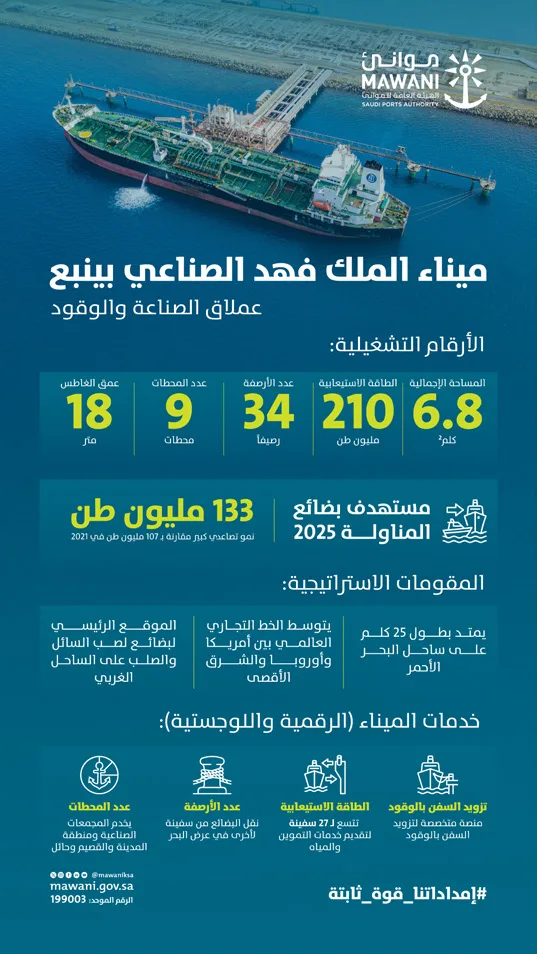 موانئ
MAWANI
الهيئة العامة للموانئ
SAUDI PORTS AUTHORITY
ميناء الملك فهد الصناعي بينبع
عملاق الصناعة والوقود
الأرقام التشغيلية:
المساحة الإجمالية
6.8
كلم²
الطاقة الاستيعابية
210
مليون طن
عدد الأرصفة
34
رصيفاً
عدد المحطات
9
محطات
عمق الغاطس
18
متر
مستهدف بضائع
المناولة 2025
133 مليون طن
نمو تصاعدي كبير مقارنة بـ 107 مليون طن في 2021
المقومات الاستراتيجية:
يمتد بطول 25 كلم
على ساحل البحر
الأحمر
يتوسط الخط التجاري
العالمي بين أمريكا
وأوروبا والشرق
الأقصى
الموقع الرئيسي
لبضائع لصب السائل
والصلب على الساحل
الغربي
خدمات الميناء (الرقمية واللوجستية):
تزويد السفن بالوقود
منصة متخصصة لتزويد
السفن بالوقود
الطاقة الاستيعابية
تتسع لـ 27 سفينة
لتقديم خدمات التموين
والمياه
عدد الأرصفة
نقل البضائع من سفينة
لأخرى في عرض البحر
عدد المحطات
يخدم المجمعات
الصناعية ومنطقة
المدينة والقصيم وحائل
#إمداداتنا_قوة_ثابتة
@mawaniksa
mawani.gov.sa
الرقم الموحد: 199003